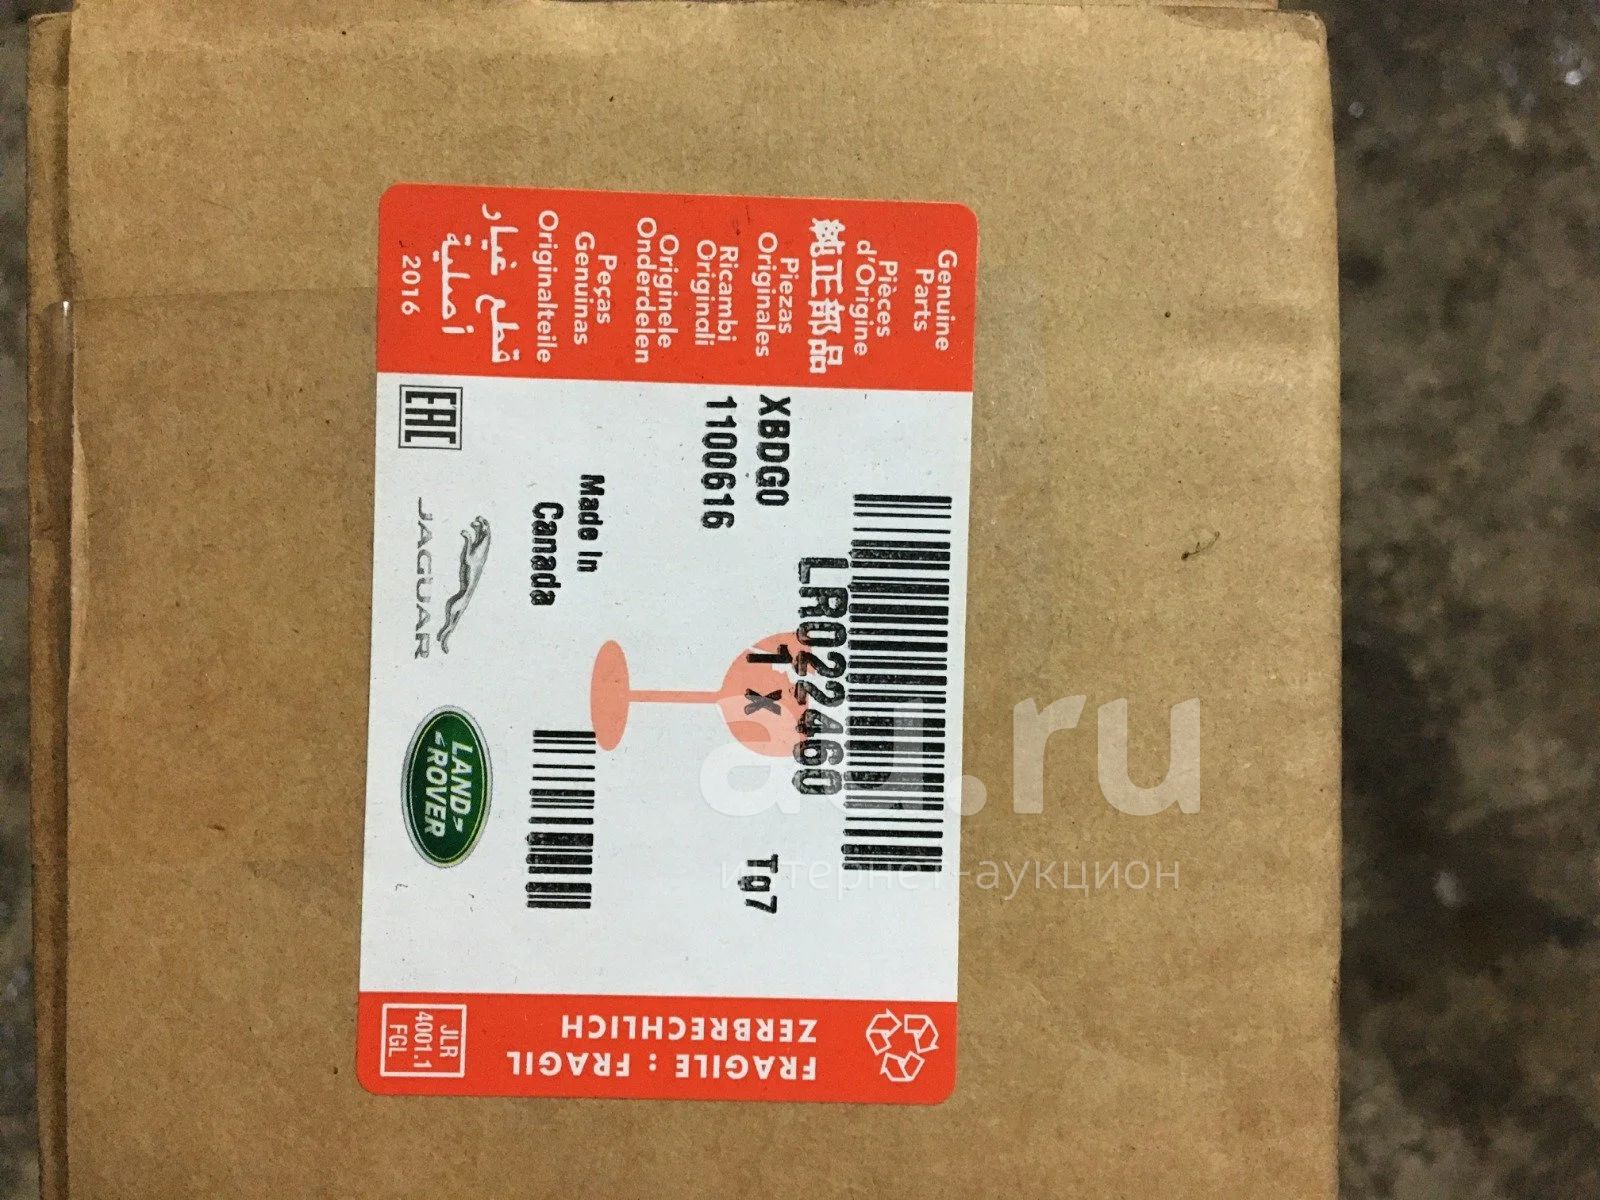 Genuine
Parts
Pièces
d'Origine
純正部品
Piezas
Originales
Ricambi
Originali
Originele
Onderdelen
Peças
Genuinas
Originalteile
قطع غيار
أصلية
2016
LR022460
XBDG0
1 x
Tq7
1100616
Made In
Canada
EAC
JAGUAR
LAND
ROVER
FRAGILE : FRAGIL
ZERBRECHLICH
JLR
4001.1
FGL
au.ru
интернет-аукцион